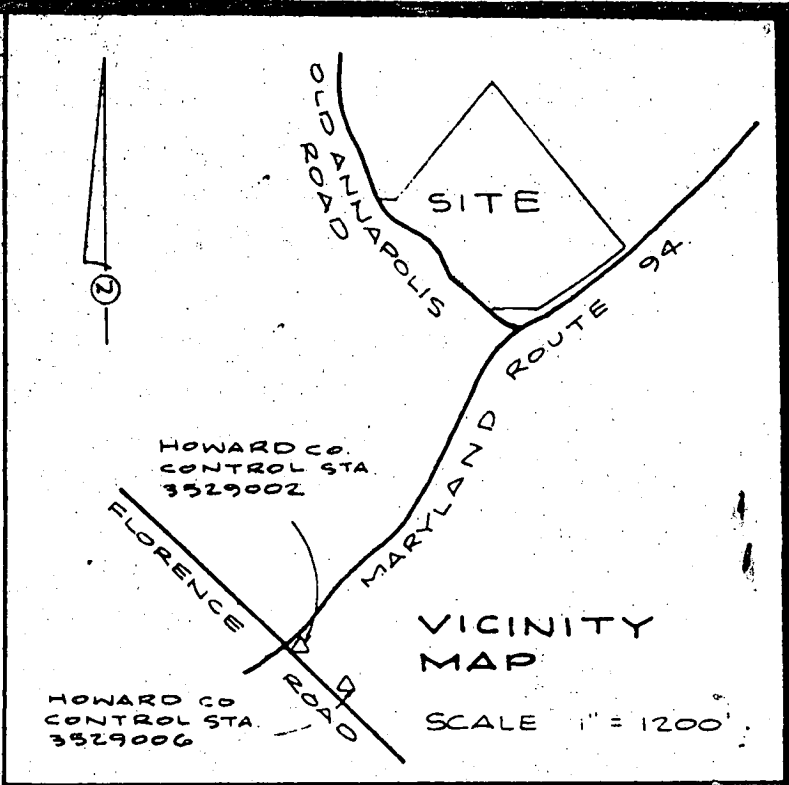 OLD ANNAPOLIS
ROAD
SITE
MARYLAND ROUTE 94
HOWARD CO.
CONTROL STA.
3529002
FLORENCE ROAD
HOWARD CO
CONTROL STA.
3529006
VICINITY
MAP
SCALE 1" = 1200'